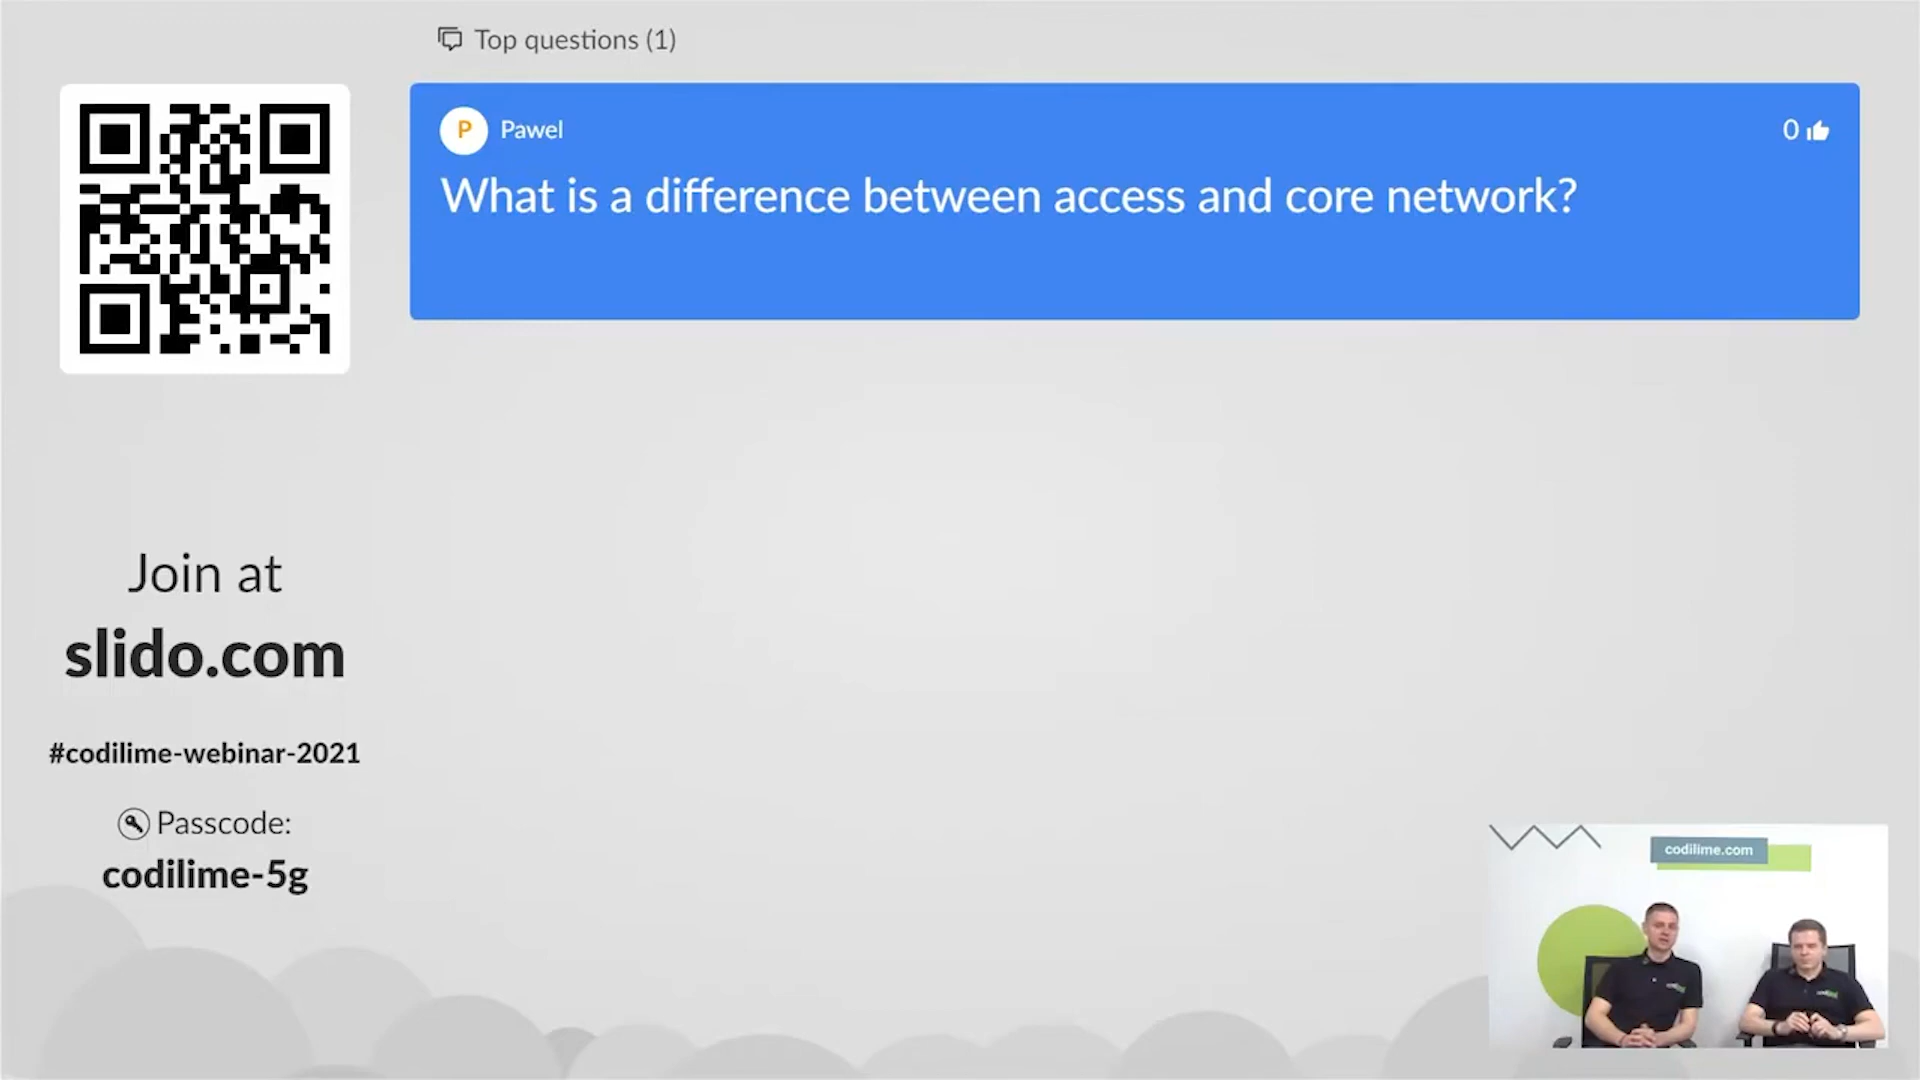 Top questions (1)
P
Pawel
0
What is a difference between access and core network?
Join at
slido.com
#codilime-webinar-2021
Passcode:
codilime-5g
codilime.com